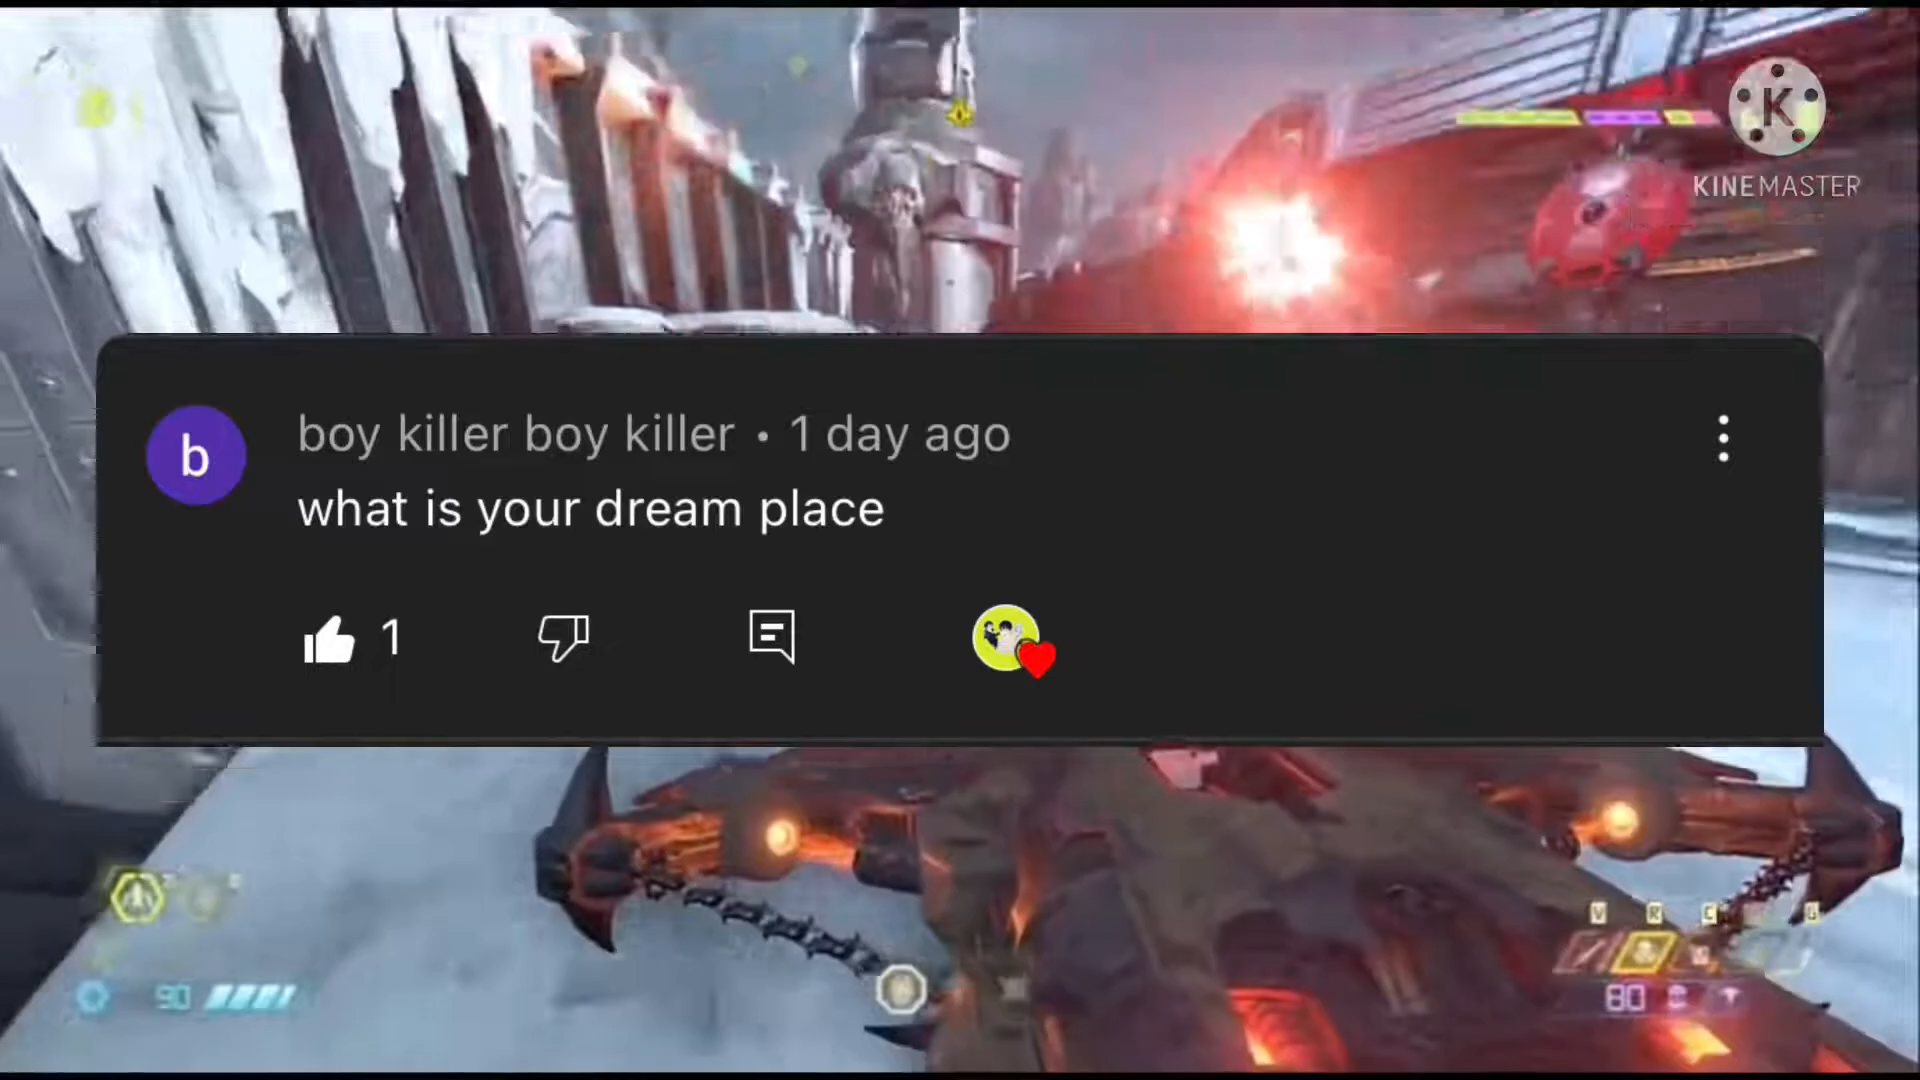 K
KINEMASTER
b
boy killer boy killer • 1 day ago
what is your dream place
1
V R C G
90
80